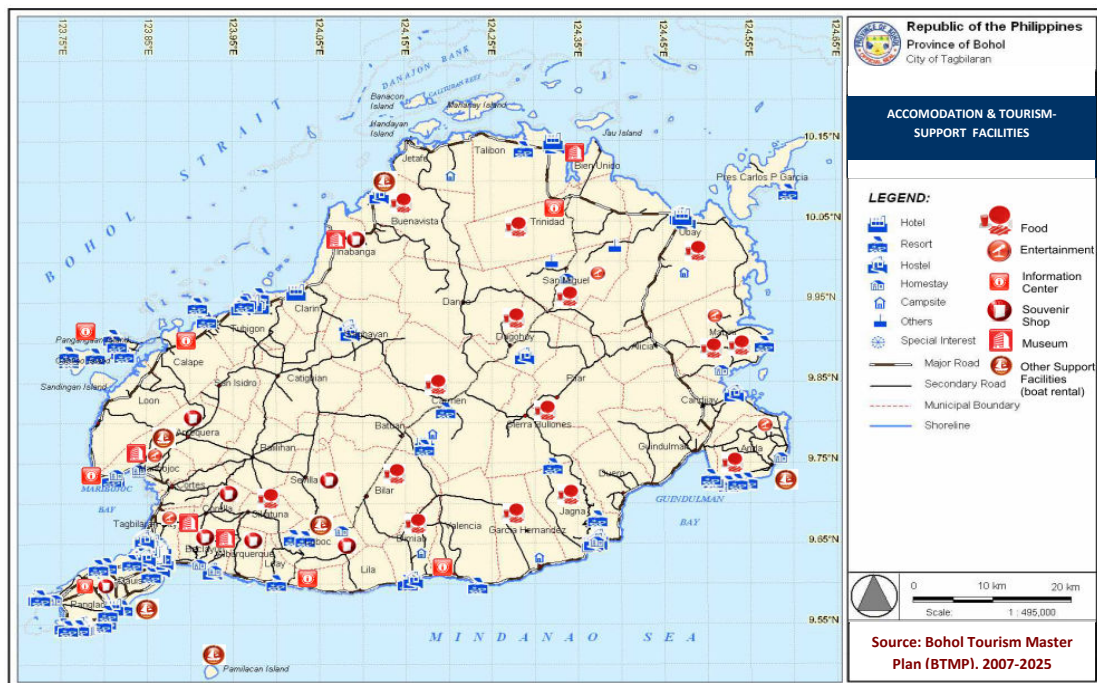 123.75°E
123.85°E
123.95°E
124.05°E
124.15°E
124.25°E
124.35°E
124.45°E
124.55°E
124.65°E
10.15°N
10.05°N
9.95°N
9.85°N
9.75°N
9.65°N
9.55°N
BOHOL STRAIT
DANAJON BANK
Banacon
Island
Mahanay Island
Handayan
Island
Jau Island
Jetafe
Talibon
Bien Unido
Pres Carlos P Garcia
Buenavista
Trinidad
Ubay
Inabanga
San Miguel
Clarin
Danao
Tubigon
Dagohoy
Alicia
Calape
Sandingan Island
San Isidro
Catigbian
Pilar
Carmen
Candijay
Loon
Antequera
Batuan
Sierra Bullones
Balilihan
Guindulman
Anda
Maribojoc
MARIBOJOC
BAY
Cortes
Sevilla
Bilar
Duero
GUINDULMAN
BAY
Corella
Sikatuna
Jagna
Tagbilaran
Valencia
Garcia Hernandez
Dimiao
Baclayon
Alburquerque
Lila
Dauis
Panglao
MINDANAO SEA
Pamilacan Island
Republic of the Philippines
Province of Bohol
City of Tagbilaran
ACCOMODATION & TOURISM-
SUPPORT FACILITIES
LEGEND:
Hotel
Resort
Hostel
Homestay
Campsite
Others
Special Interest
Major Road
Secondary Road
Municipal Boundary
Shoreline
Food
Entertainment
Information
Center
Souvenir
Shop
Museum
Other Support
Facilities
(boat rental)
0 10 km 20 km
Scale: 1 : 495,000
Source: Bohol Tourism Master
Plan (BTMP). 2007-2025